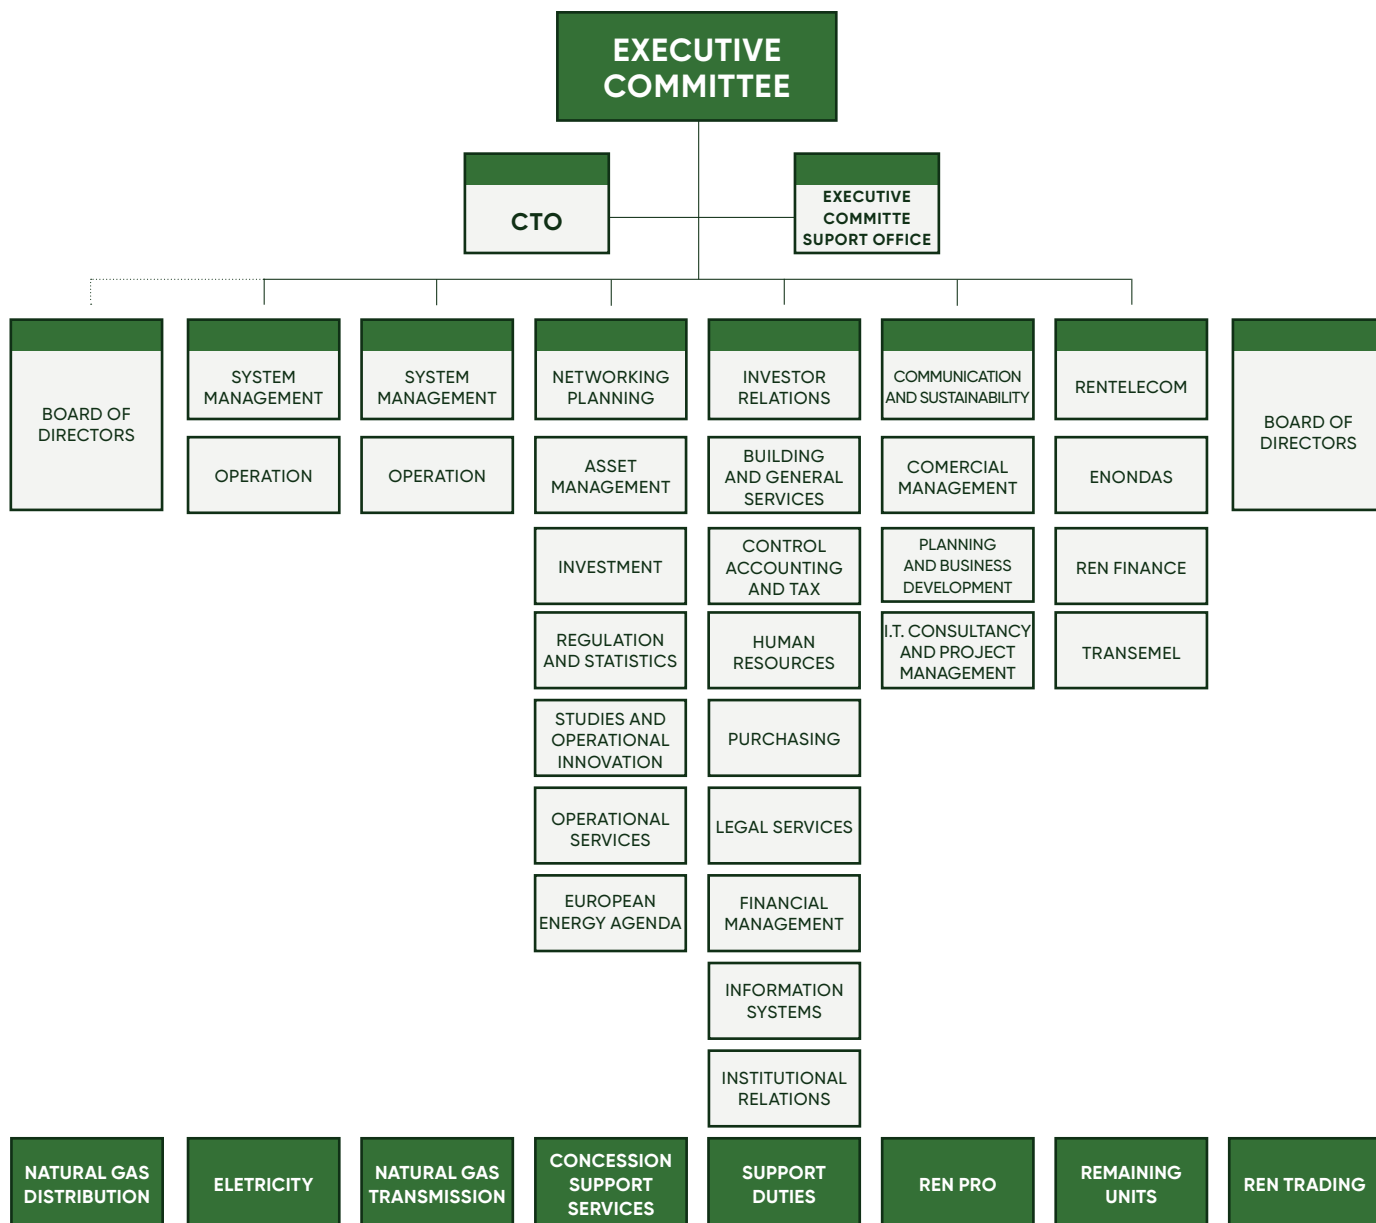 EXECUTIVE
COMMITTEE
CTO
EXECUTIVE
COMMITTE
SUPORT OFFICE
BOARD OF
DIRECTORS
SYSTEM
MANAGEMENT
OPERATION
SYSTEM
MANAGEMENT
OPERATION
NETWORKING
PLANNING
ASSET
MANAGEMENT
INVESTMENT
REGULATION
AND STATISTICS
STUDIES AND
OPERATIONAL
INNOVATION
OPERATIONAL
SERVICES
EUROPEAN
ENERGY AGENDA
INVESTOR
RELATIONS
BUILDING
AND GENERAL
SERVICES
CONTROL
ACCOUNTING
AND TAX
HUMAN
RESOURCES
PURCHASING
LEGAL SERVICES
FINANCIAL
MANAGEMENT
INFORMATION
SYSTEMS
INSTITUTIONAL
RELATIONS
COMMUNICATION
AND SUSTAINABILITY
COMERCIAL
MANAGEMENT
PLANNING
AND BUSINESS
DEVELOPMENT
I.T. CONSULTANCY
AND PROJECT
MANAGEMENT
RENTELECOM
ENONDAS
REN FINANCE
TRANSEMEL
BOARD OF
DIRECTORS
NATURAL GAS
DISTRIBUTION
ELETRICITY
NATURAL GAS
TRANSMISSION
CONCESSION
SUPPORT
SERVICES
SUPPORT
DUTIES
REN PRO
REMAINING
UNITS
REN TRADING